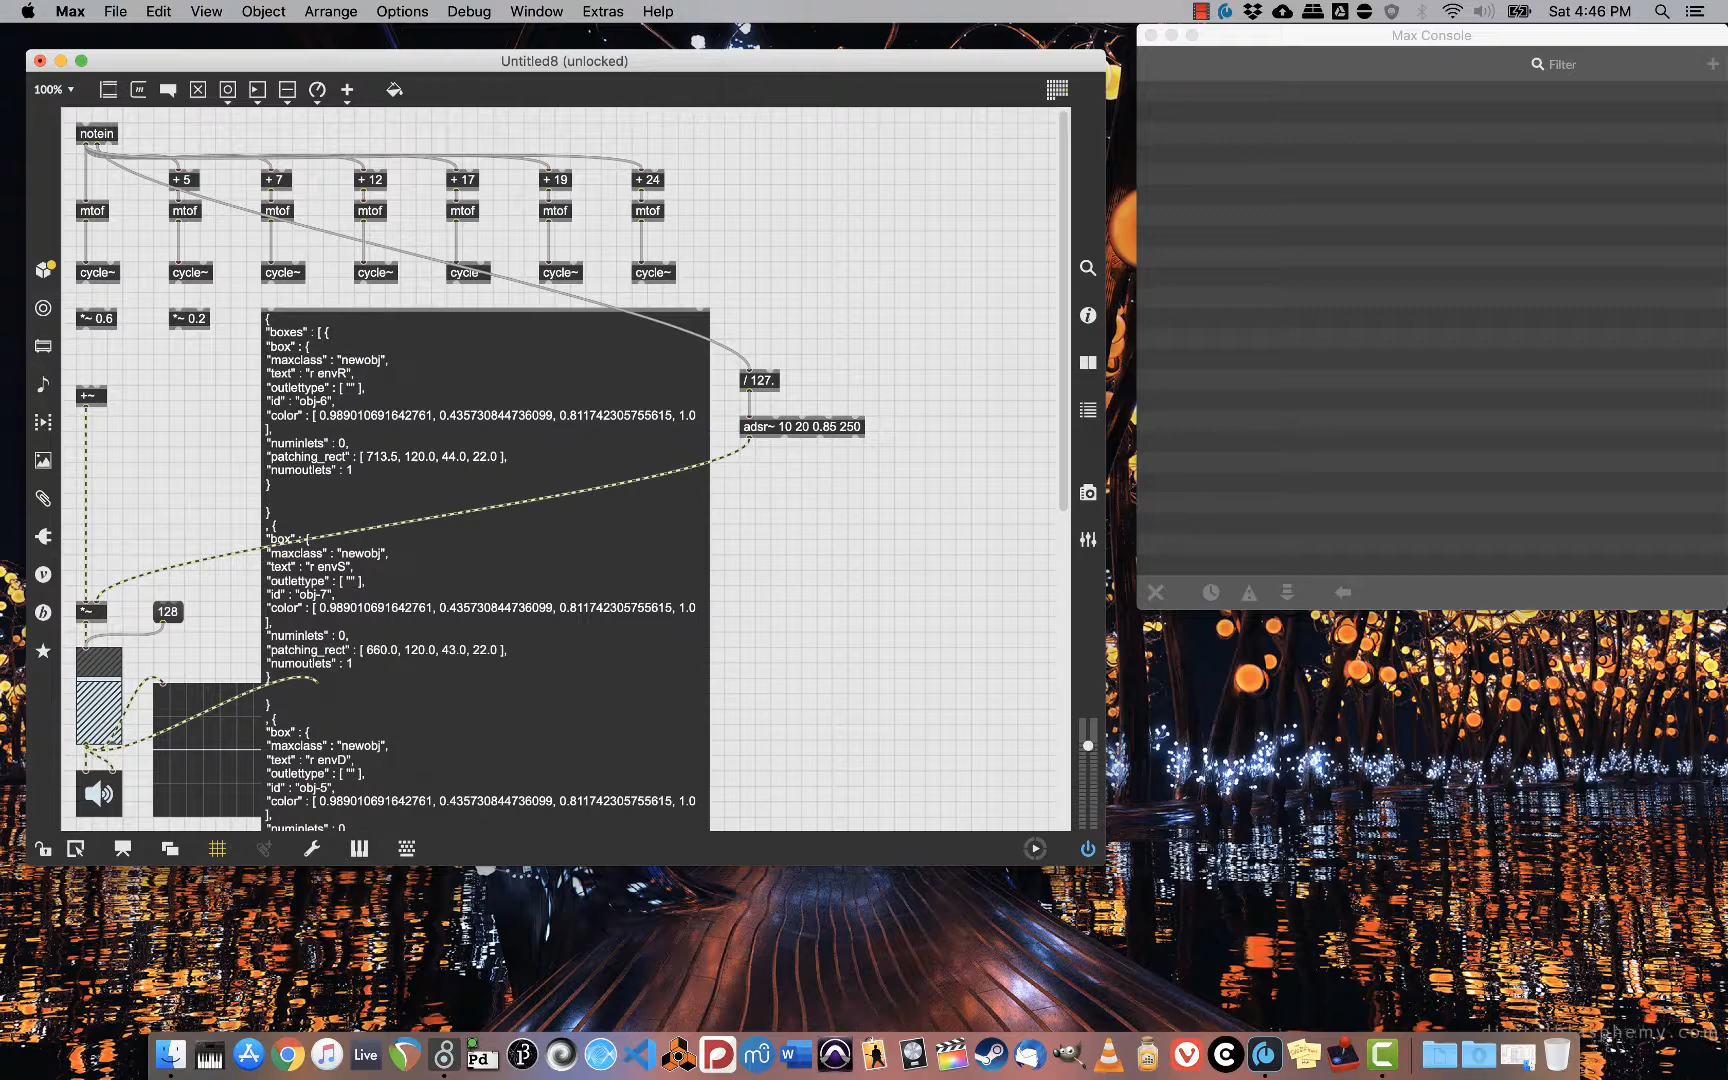 Max File Edit View Object Arrange Options Debug Window Extras Help
Sat 4:46 PM
Untitled8 (unlocked)
Max Console
100%
Filter
notein
+ 5
+ 7
+ 12
+ 17
+ 19
+ 24
mtof
mtof
mtof
mtof
mtof
mtof
mtof
cycle~
cycle~
cycle~
cycle~
cycle~
cycle~
cycle~
*~ 0.6
*~ 0.2
{
"boxes" : [ {
"box" : {
"maxclass" : "newobj",
"text" : "r envR",
"outlettype" : [ "" ],
"id" : "obj-6",
"color" : [ 0.989010691642761, 0.435730844736099, 0.811742305755615, 1.0
],
"numinlets" : 0,
"patching_rect" : [ 713.5, 120.0, 44.0, 22.0 ],
"numoutlets" : 1
}
}
, {
"box" : {
"maxclass" : "newobj",
"text" : "r envS",
"outlettype" : [ "" ],
"id" : "obj-7",
"color" : [ 0.989010691642761, 0.435730844736099, 0.811742305755615, 1.0
],
"numinlets" : 0,
"patching_rect" : [ 660.0, 120.0, 43.0, 22.0 ],
"numoutlets" : 1
}
}
, {
"box" : {
"maxclass" : "newobj",
"text" : "r envD",
"outlettype" : [ "" ],
"id" : "obj-5",
"color" : [ 0.989010691642761, 0.435730844736099, 0.811742305755615, 1.0
],
"numinlets" : 0
/ 127.
adsr~ 10 20 0.85 250
+~
*~
128
Live
Pd